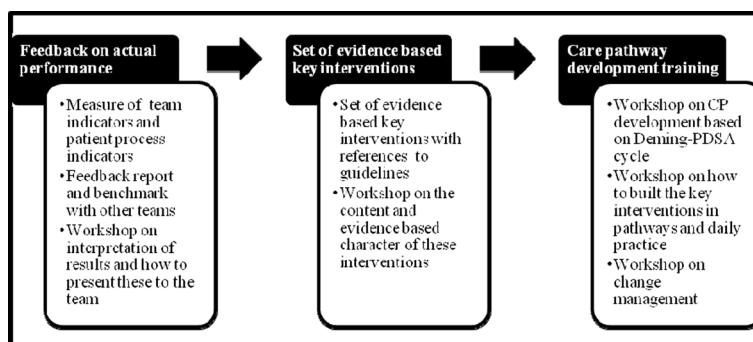 Feedback on actual
performance
• Measure of team
indicators and
patient process
indicators
• Feedback report
and benchmark
with other teams
• Workshop on
interpretation of
results and how to
present these to the
team
Set of evidence based
key interventions
• Set of evidence
based key
interventions with
references to
guidelines
• Workshop on the
content and
evidence based
character of these
interventions
Care pathway
development training
• Workshop on CP
development based
on Deming-PDSA
cycle
• Workshop on how
to built the key
interventions in
pathways and daily
practice
• Workshop on
change
management